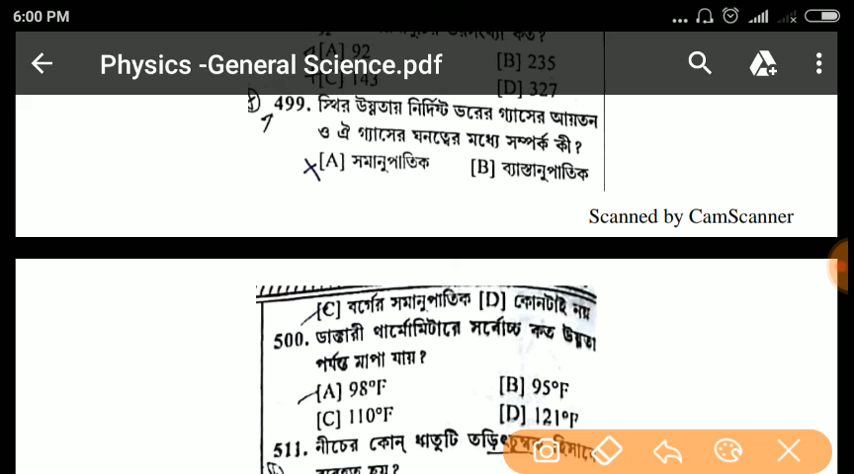 6:00 PM
Physics -General Science.pdf
[A] 92
[B] 235
[C] 143
[D] 327
499. স্থির উষ্ণতায় নির্দিষ্ট ভরের গ্যাসের আয়তন
ও ঐ গ্যাসের ঘনত্বের মধ্যে সম্পর্ক কী?
[A] সমানুপাতিক [B] ব্যাস্তানুপাতিক
Scanned by CamScanner
[C] বর্গের সমানুপাতিক [D] কোনটাই নয়
500. ডাক্তারী থার্মোমিটারে সর্বোচ্চ কত উষ্ণতা
পর্যন্ত মাপা যায়?
[A] 98°F [B] 95°F
[C] 110°F [D] 121°F
511. নীচের কোন্ ধাতুটি